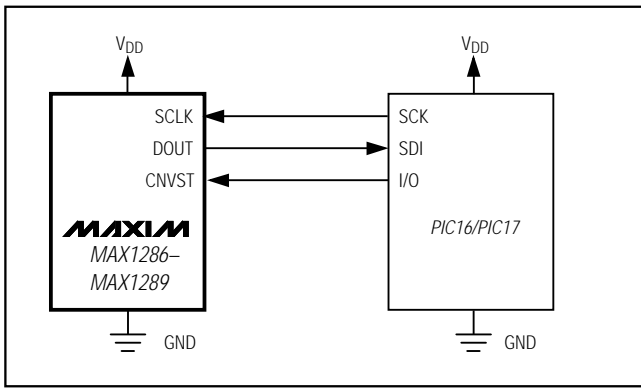 VDD VDD
SCLK SCK
DOUT SDI
CNVST I/O
MAXIM
MAX1286–
MAX1289
PIC16/PIC17
GND GND